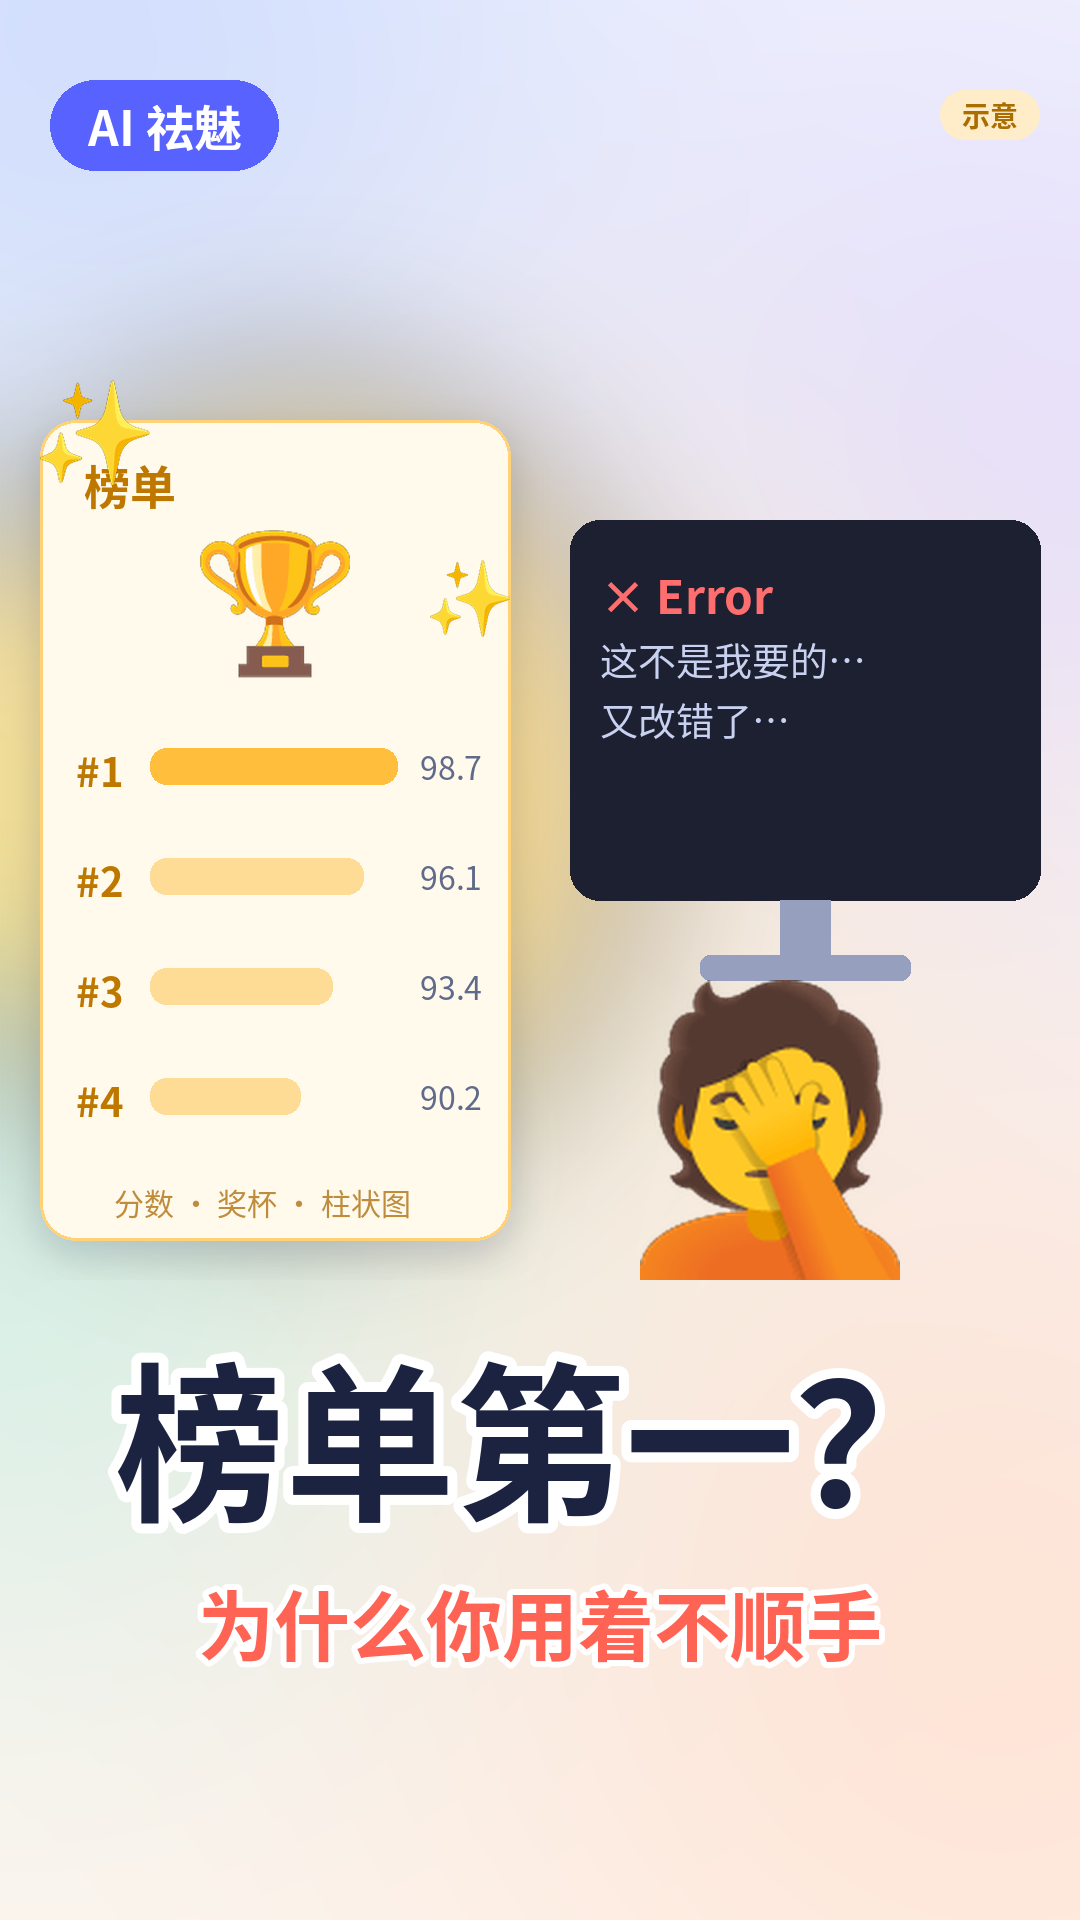 AI 祛魅
示意
榜单
#1 98.7
#2 96.1
#3 93.4
#4 90.2
分数 · 奖杯 · 柱状图
× Error
这不是我要的…
又改错了…
榜单第一?
为什么你用着不顺手